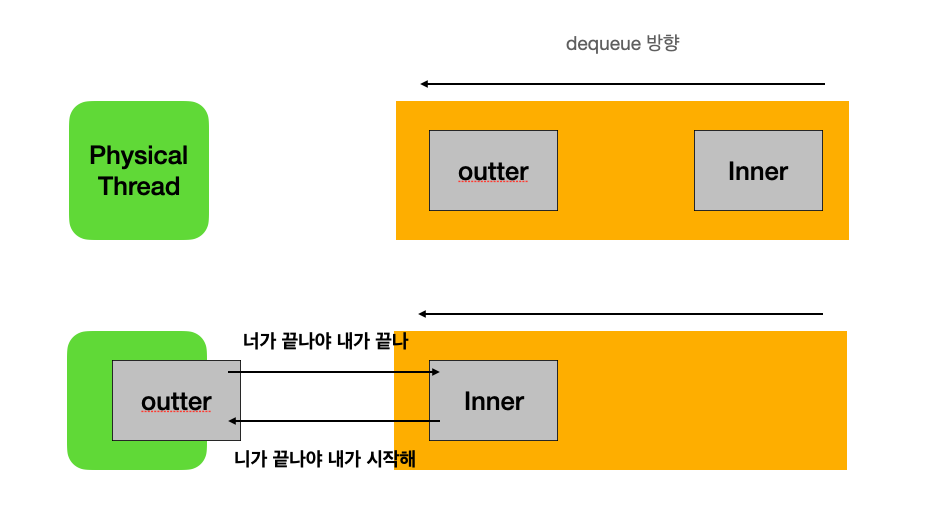 dequeue 방향
Physical
Thread
outter
Inner
너가 끝나야 내가 끝나
outter
Inner
니가 끝나야 내가 시작해